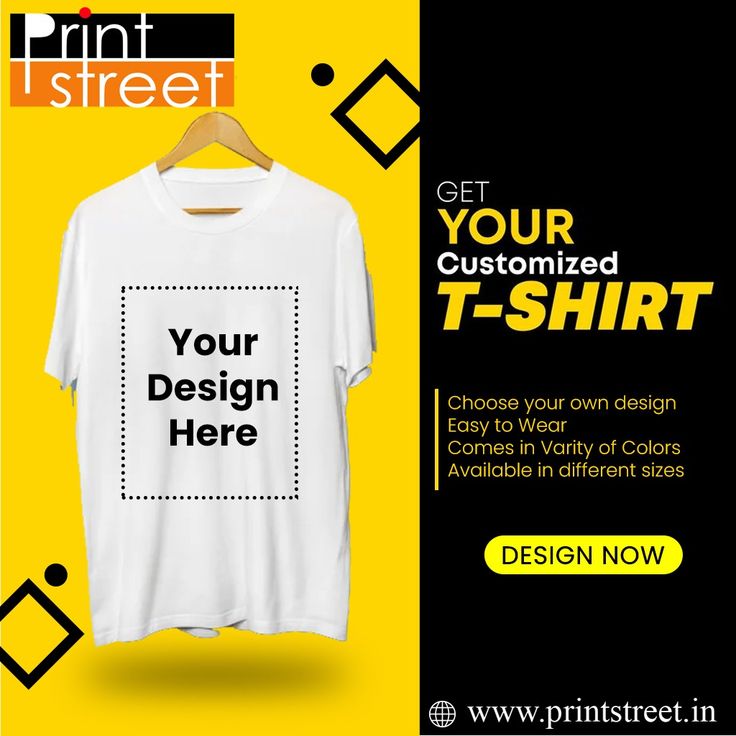 Print
street
GET
YOUR
Customized
T-SHIRT
Your
Design
Here
Choose your own design
Easy to Wear
Comes in Varity of Colors
Available in different sizes
DESIGN NOW
www.printstreet.in